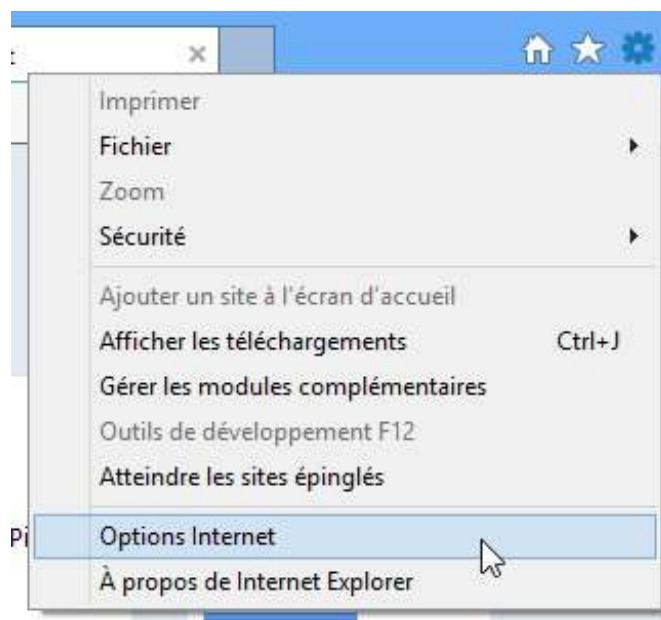 Imprimer
Fichier
Zoom
Sécurité
Ajouter un site à l'écran d'accueil
Afficher les téléchargements Ctrl+J
Gérer les modules complémentaires
Outils de développement F12
Atteindre les sites épinglés
Pi
Options Internet
À propos de Internet Explorer